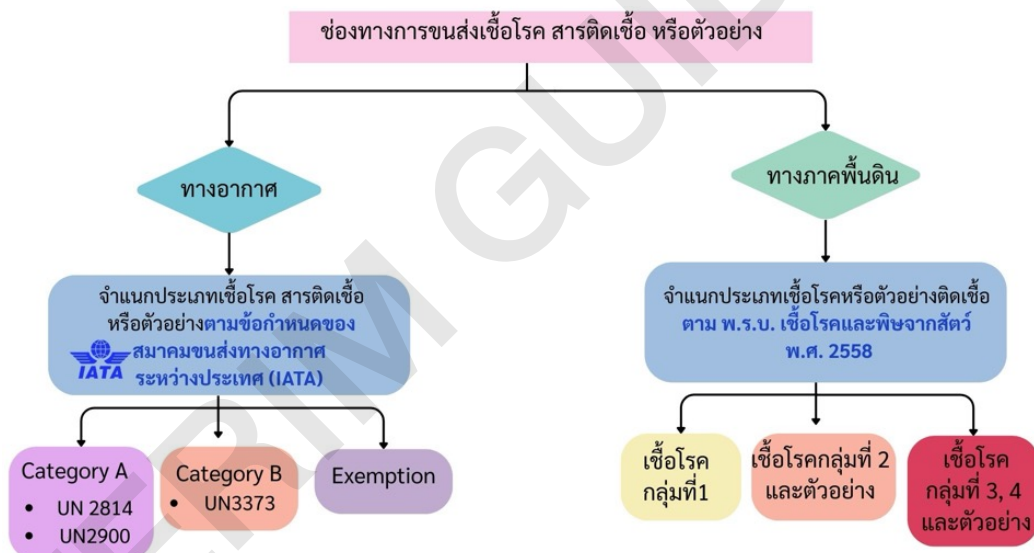 ช่องทางการขนส่งเชื้อโรค สารติดเชื้อ หรือตัวอย่าง
ทางอากาศ
ทางภาคพื้นดิน
จำแนกประเภทเชื้อโรค สารติดเชื้อ
หรือตัวอย่างตามข้อกำหนดของ
สมาคมขนส่งทางอากาศ
ระหว่างประเทศ (IATA)
IATA
จำแนกประเภทเชื้อโรคหรือตัวอย่างติดเชื้อ
ตาม พ.ร.บ. เชื้อโรคและพิษจากสัตว์
พ.ศ. 2558
Category A
• UN 2814
• UN2900
Category B
• UN3373
Exemption
เชื้อโรค
กลุ่มที่1
เชื้อโรคกลุ่มที่ 2
และตัวอย่าง
เชื้อโรค
กลุ่มที่ 3, 4
และตัวอย่าง
ERIM GUI